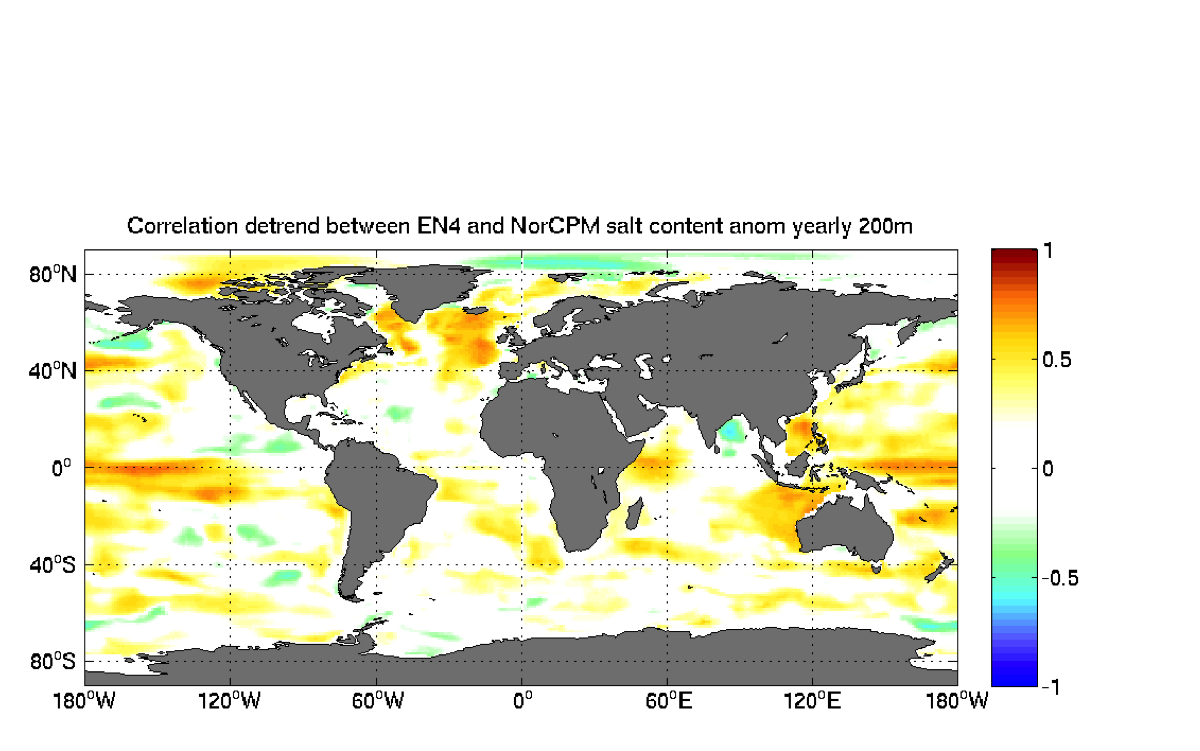 Correlation detrend between EN4 and NorCPM salt content anom yearly 200m
80°N
40°N
0°
40°S
80°S
180°W
120°W
60°W
0°
60°E
120°E
180°W
1
0.5
0
-0.5
-1